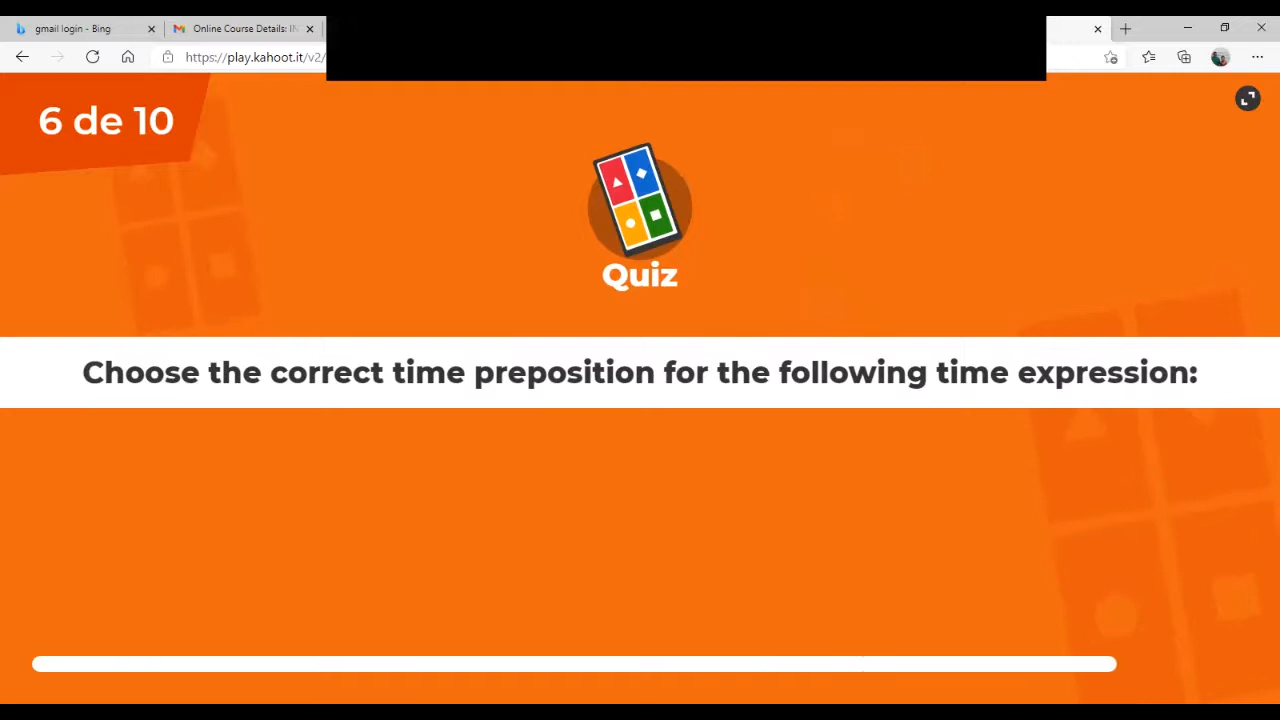 gmail login - Bing
Online Course Details: IN
https://play.kahoot.it/v2/
6 de 10
Quiz
Choose the correct time preposition for the following time expression: